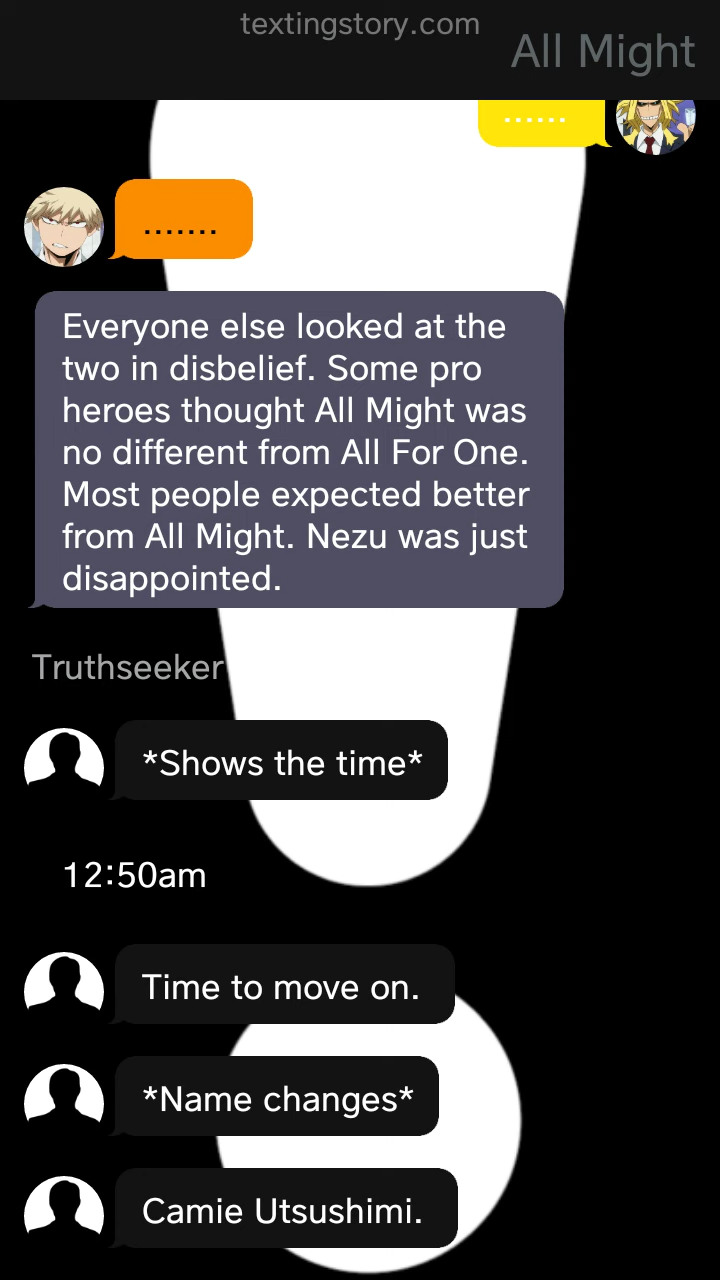 textingstory.com
All Might
......
.......
Everyone else looked at the
two in disbelief. Some pro
heroes thought All Might was
no different from All For One.
Most people expected better
from All Might. Nezu was just
disappointed.
Truthseeker
*Shows the time*
12:50am
Time to move on.
*Name changes*
Camie Utsushimi.